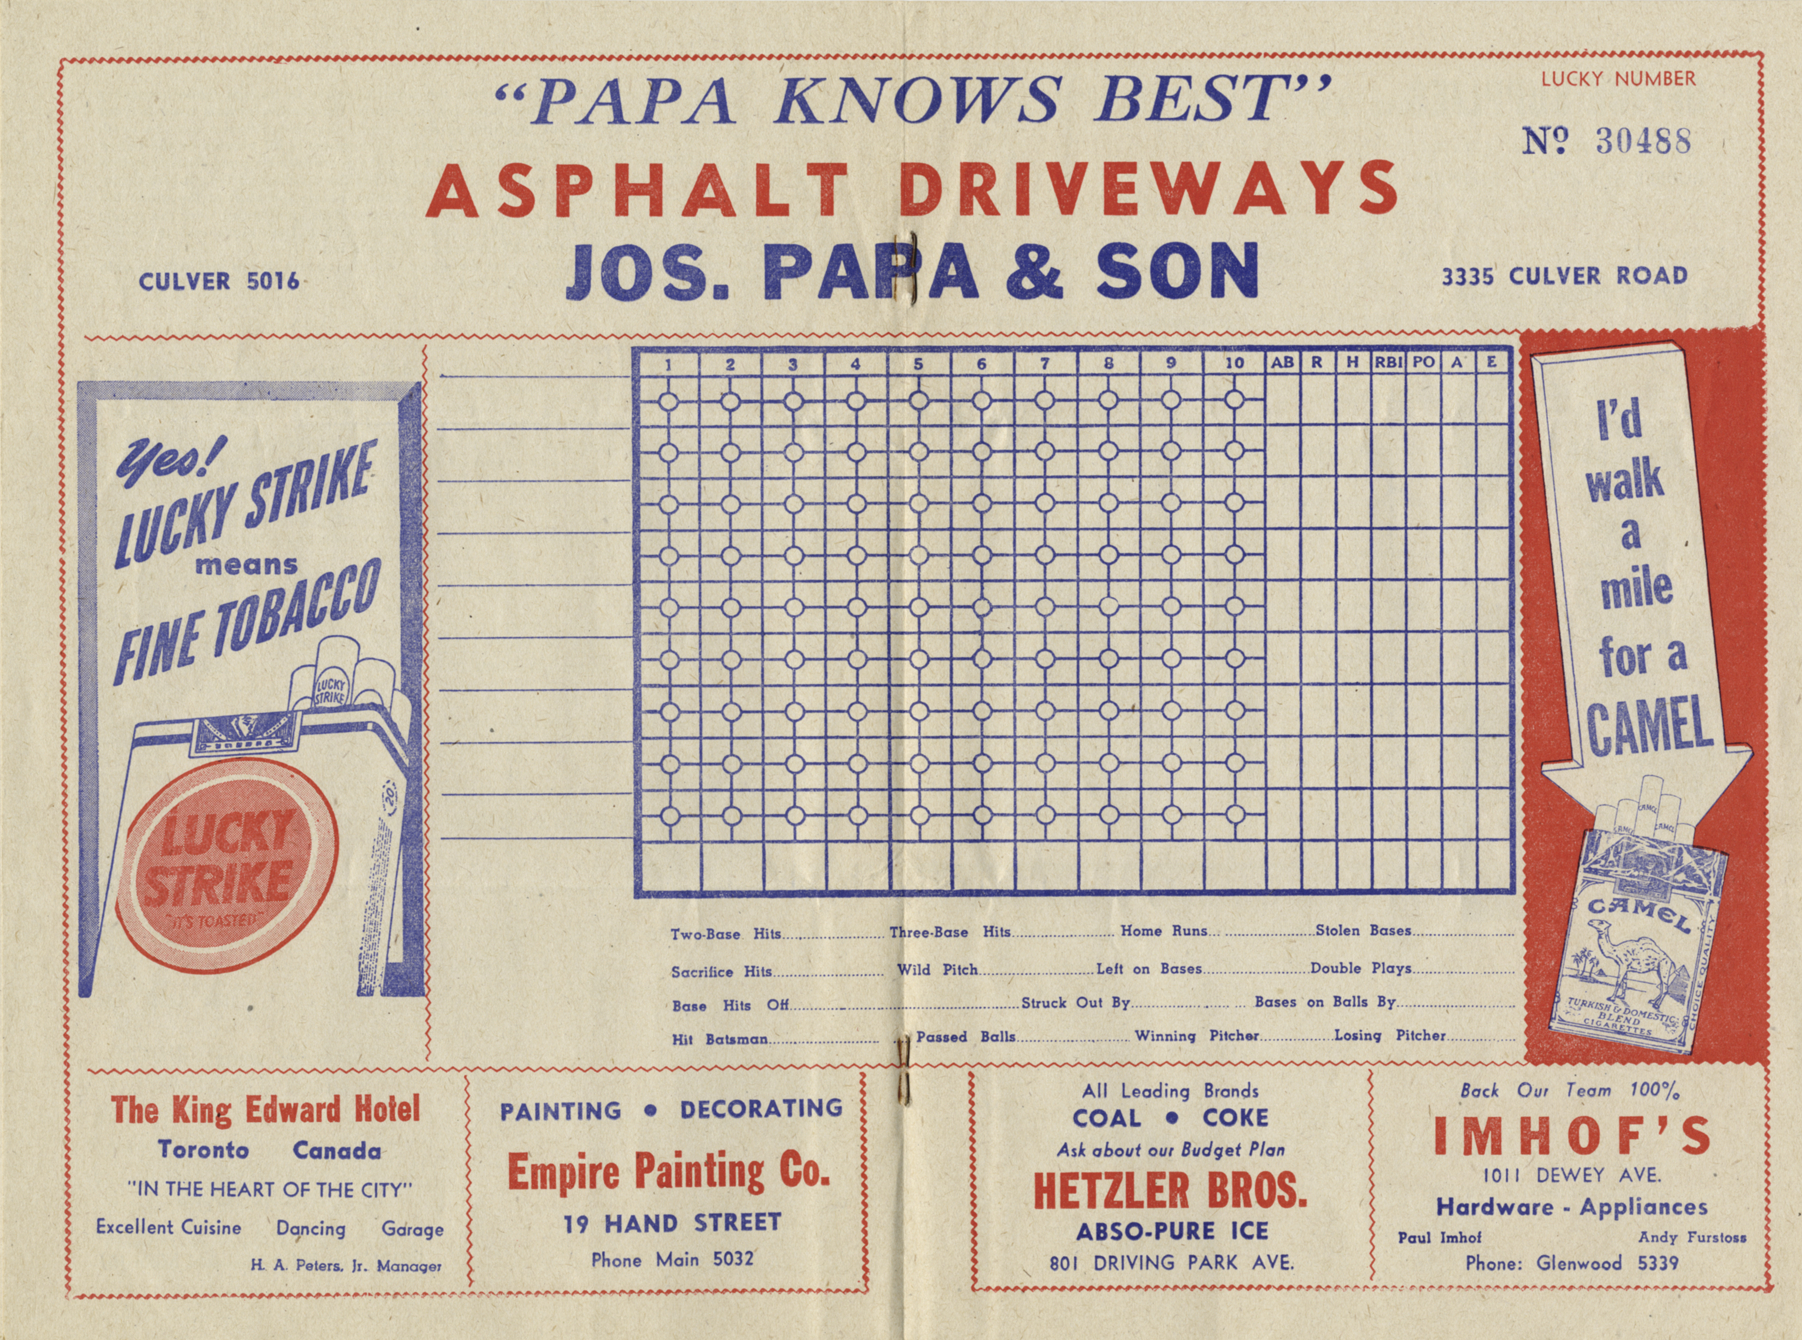 "PAPA KNOWS BEST"
LUCKY NUMBER
Nº 30488
ASPHALT DRIVEWAYS
JOS. PAPA & SON
CULVER 5016
3335 CULVER ROAD
Yes!
LUCKY STRIKE
means
FINE TOBACCO
LUCKY
STRIKE
20
LUCKY
STRIKE
"IT'S TOASTED"
1 2 3 4 5 6 7 8 9 10 AB R H RBI PO A E
Two-Base Hits Three-Base Hits Home Runs Stolen Bases
Sacrifice Hits Wild Pitch Left on Bases Double Plays
Base Hits Off Struck Out By Bases on Balls By
Hit Batsman Passed Balls Winning Pitcher Losing Pitcher
I'd
walk
a
mile
for a
CAMEL
CAMEL
CAMEL
CAMEL
CAMEL
TURKISH & DOMESTIC
BLEND
CIGARETTES
CHOICE QUALITY
The King Edward Hotel
Toronto Canada
"IN THE HEART OF THE CITY"
Excellent Cuisine Dancing Garage
H. A. Peters, Jr. Manager
PAINTING • DECORATING
Empire Painting Co.
19 HAND STREET
Phone Main 5032
All Leading Brands
COAL • COKE
Ask about our Budget Plan
HETZLER BROS.
ABSO-PURE ICE
801 DRIVING PARK AVE.
Back Our Team 100%
IMHOF'S
1011 DEWEY AVE.
Hardware - Appliances
Paul Imhof Andy Furstoss
Phone: Glenwood 5339